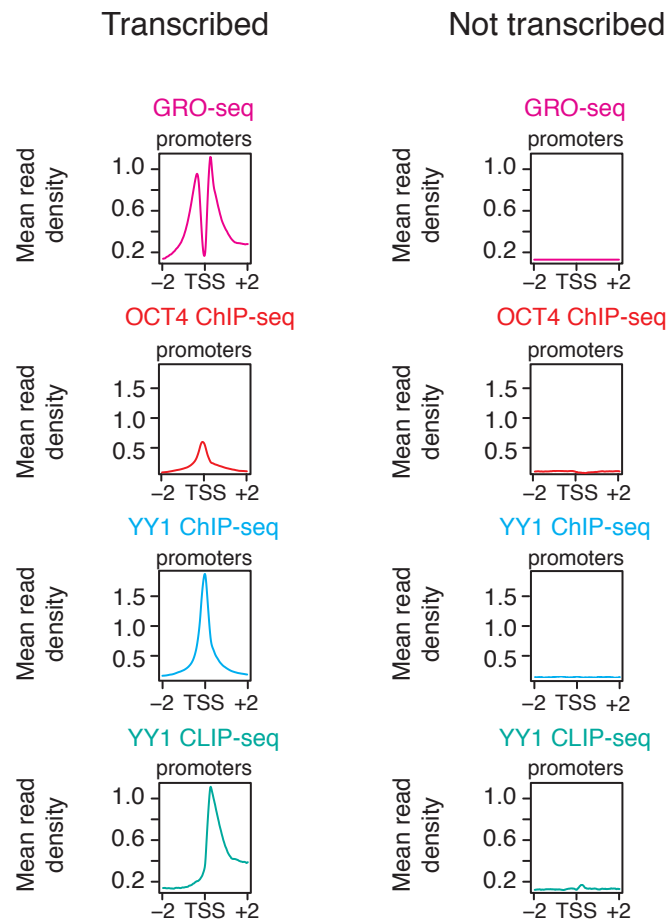 Transcribed
Not transcribed
GRO-seq
promoters
Mean read
density
1.0
0.6
0.2
−2 TSS +2
GRO-seq
promoters
Mean read
density
1.0
0.6
0.2
−2 TSS +2
OCT4 ChIP-seq
promoters
Mean read
density
1.5
1.0
0.5
−2 TSS +2
OCT4 ChIP-seq
promoters
Mean read
density
1.5
1.0
0.5
−2 TSS +2
YY1 ChIP-seq
promoters
Mean read
density
1.5
1.0
0.5
−2 TSS +2
YY1 ChIP-seq
promoters
Mean read
density
1.5
1.0
0.5
−2 TSS +2
YY1 CLIP-seq
promoters
Mean read
density
1.0
0.6
0.2
−2 TSS +2
YY1 CLIP-seq
promoters
Mean read
density
1.0
0.6
0.2
−2 TSS +2